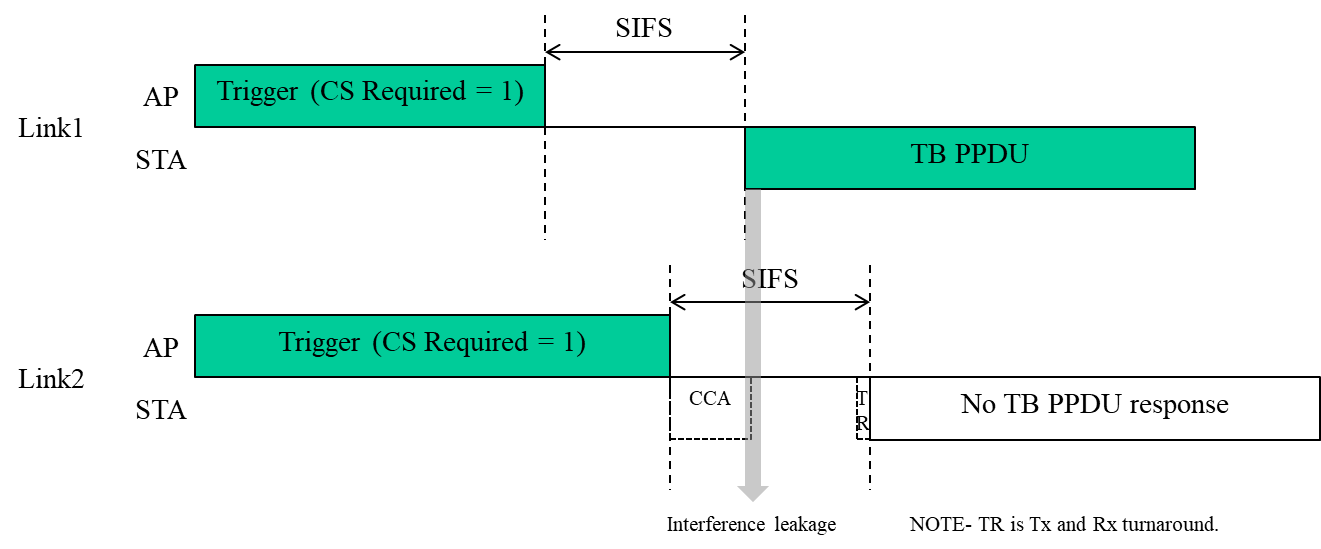 SIFS
AP
Trigger (CS Required = 1)
Link1
STA
TB PPDU
SIFS
AP
Trigger (CS Required = 1)
Link2
STA
CCA
T
R
No TB PPDU response
Interference leakage
NOTE- TR is Tx and Rx turnaround.